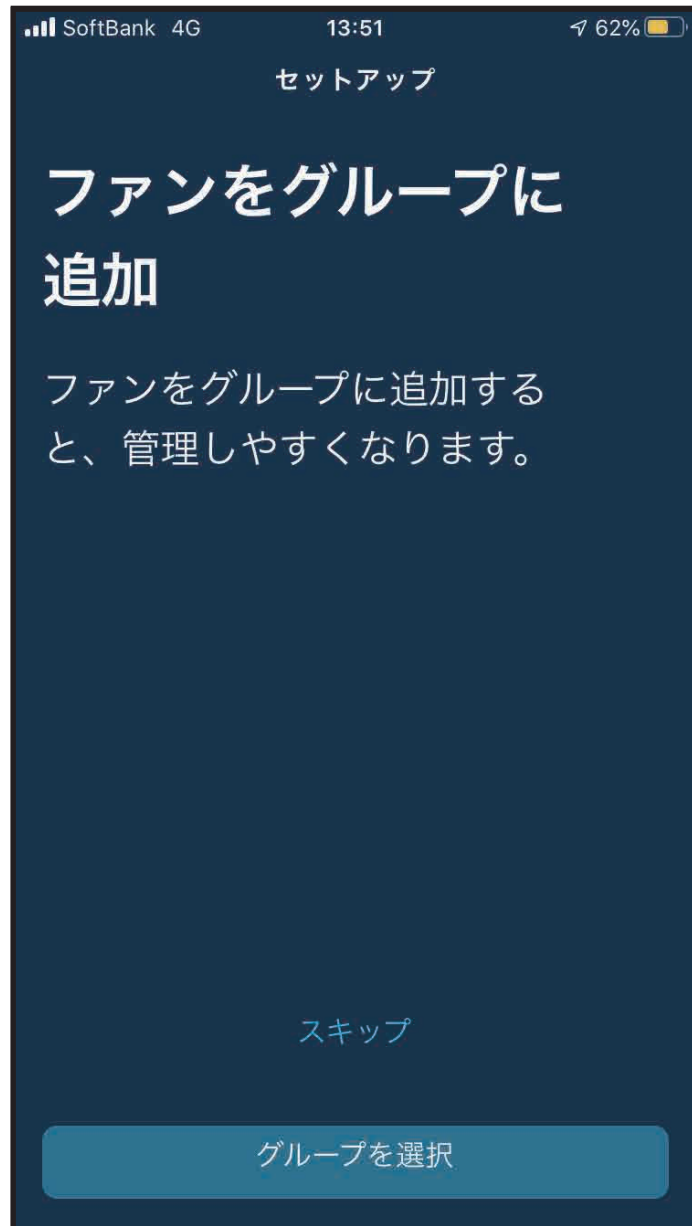 SoftBank 4G 13:51 62%
セットアップ
ファンをグループに
追加
ファンをグループに追加する
と、管理しやすくなります。
スキップ
グループを選択